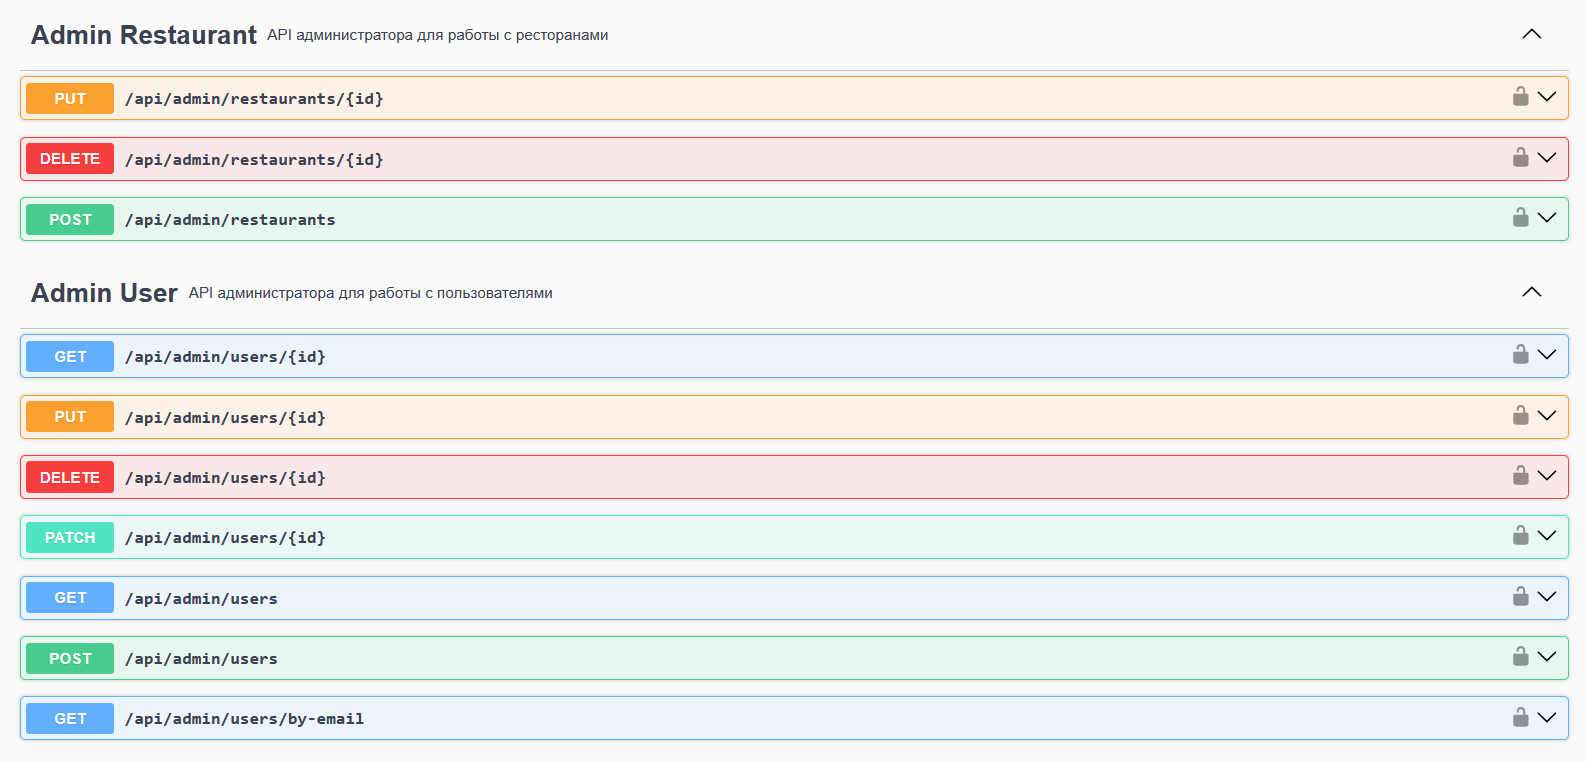 Admin Restaurant API администратора для работы с ресторанами
PUT /api/admin/restaurants/{id}
DELETE /api/admin/restaurants/{id}
POST /api/admin/restaurants
Admin User API администратора для работы с пользователями
GET /api/admin/users/{id}
PUT /api/admin/users/{id}
DELETE /api/admin/users/{id}
PATCH /api/admin/users/{id}
GET /api/admin/users
POST /api/admin/users
GET /api/admin/users/by-email